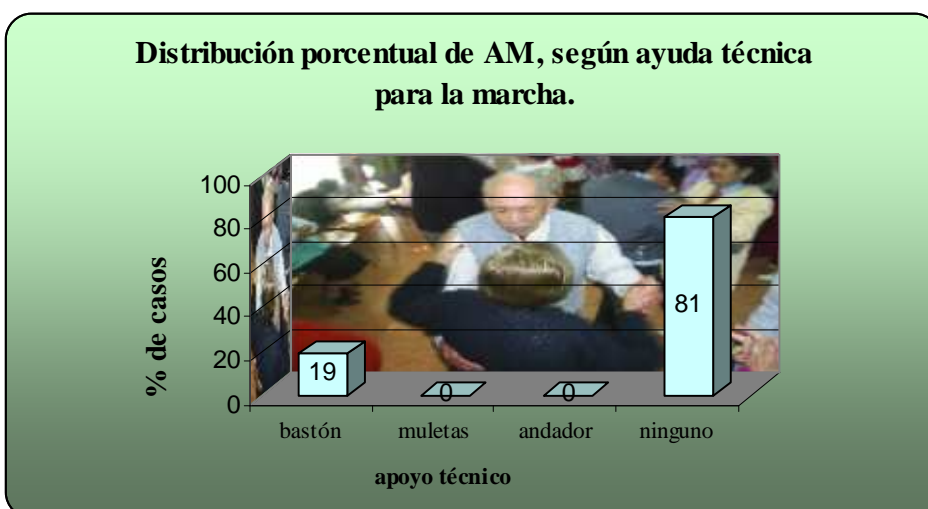 Distribución porcentual de AM, según ayuda técnica
para la marcha.
100
80
60
40
20
0
% de casos
19
0
0
81
bastón
muletas
andador
ninguno
apoyo técnico